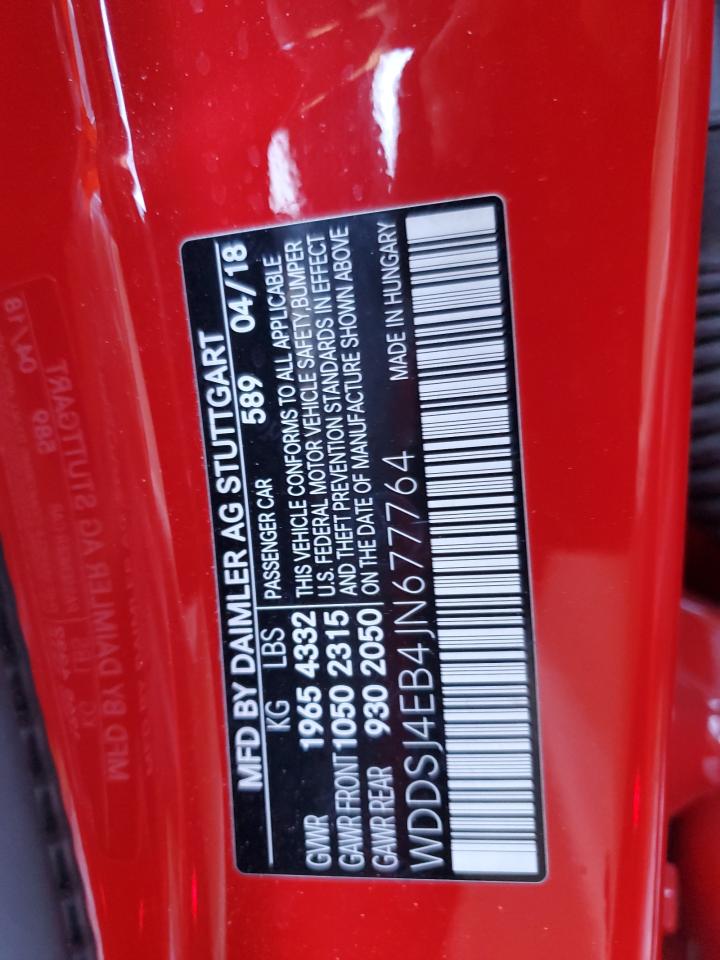 MFD BY DAIMLER AG STUTTGART
KG LBS PASSENGER CAR 589 04/18
GVWR 1965 4332 THIS VEHICLE CONFORMS TO ALL APPLICABLE
GAWR FRONT 1050 2315 U.S. FEDERAL MOTOR VEHICLE SAFETY,BUMPER
AND THEFT PREVENTION STANDARDS IN EFFECT
GAWR REAR 930 2050 ON THE DATE OF MANUFACTURE SHOWN ABOVE
MADE IN HUNGARY
WDDSJ4EB4JN677764